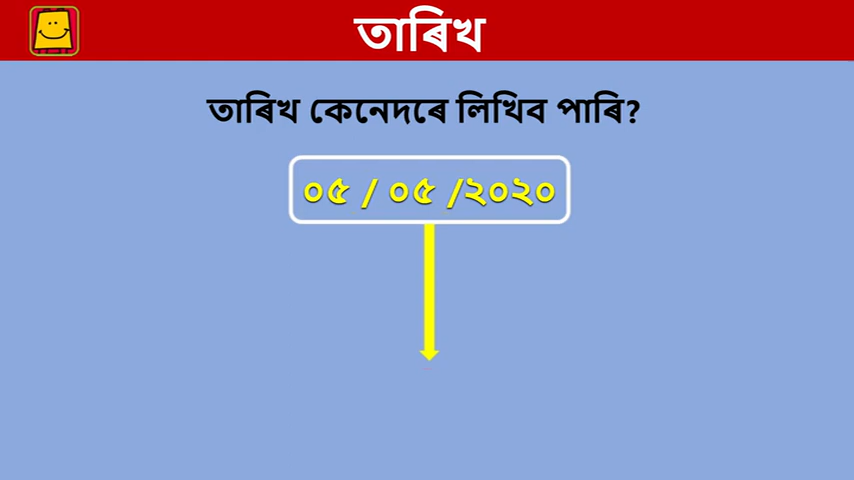 তাৰিখ
তাৰিখ কেনেদৰে লিখিব পাৰি?
০৫ / ০৫ /২০২০